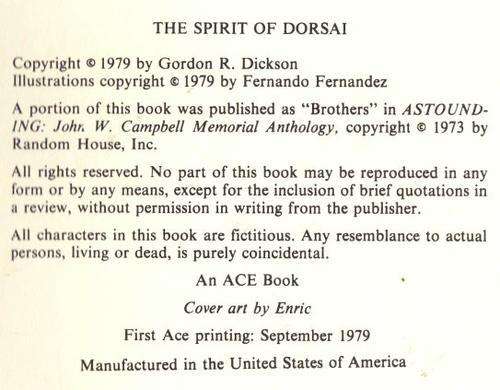 THE SPIRIT OF DORSAI
Copyright © 1979 by Gordon R. Dickson
Illustrations copyright © 1979 by Fernando Fernandez
A portion of this book was published as "Brothers" in ASTOUND-
ING: John W. Campbell Memorial Anthology, copyright © 1973 by
Random House, Inc.
All rights reserved. No part of this book may be reproduced in any
form or by any means, except for the inclusion of brief quotations in
a review, without permission in writing from the publisher.
All characters in this book are fictitious. Any resemblance to actual
persons, living or dead, is purely coincidental.
An ACE Book
Cover art by Enric
First Ace printing: September 1979
Manufactured in the United States of America